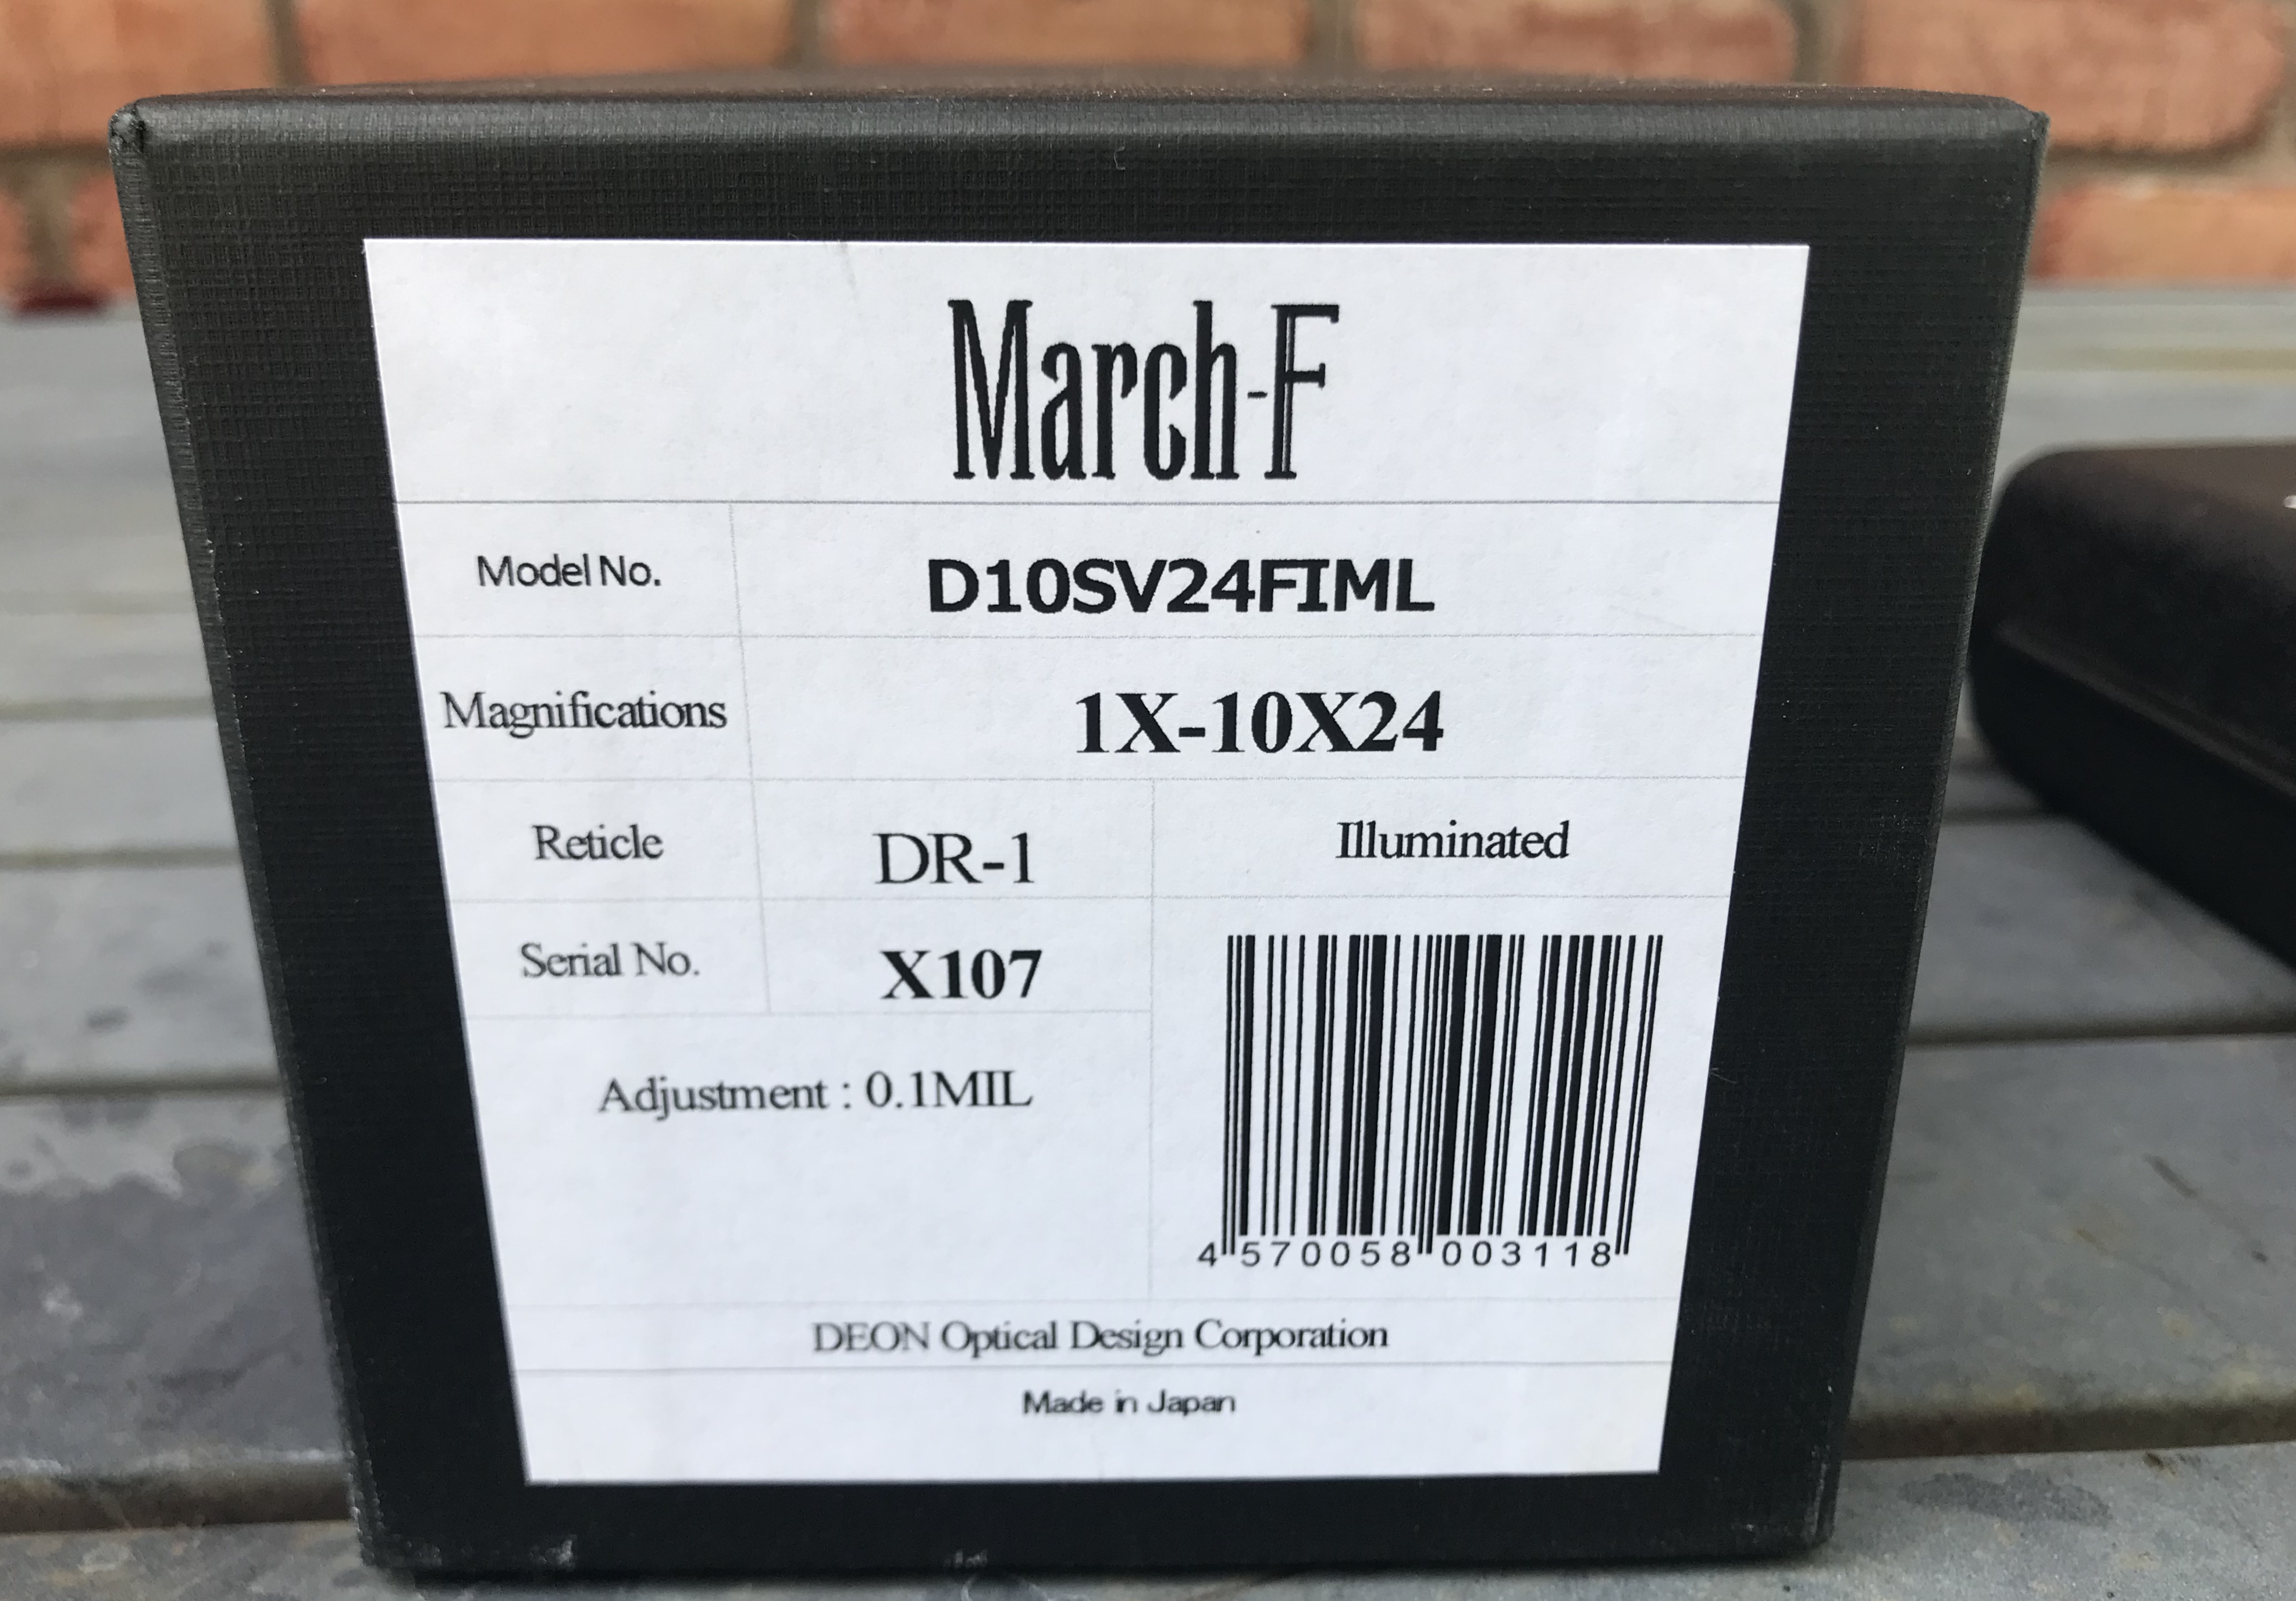 March-F
Model No. D10SV24FIML
Magnifications 1X-10X24
Reticle DR-1 Illuminated
Serial No. X107
Adjustment : 0.1MIL
4 570058 003118
DEON Optical Design Corporation
Made in Japan